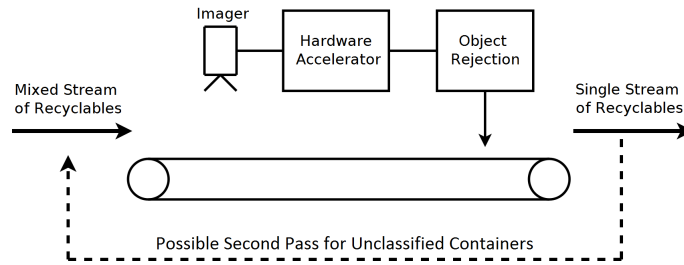 Imager
Hardware
Accelerator
Object
Rejection
Mixed Stream
of Recyclables
Single Stream
of Recyclables
Possible Second Pass for Unclassified Containers